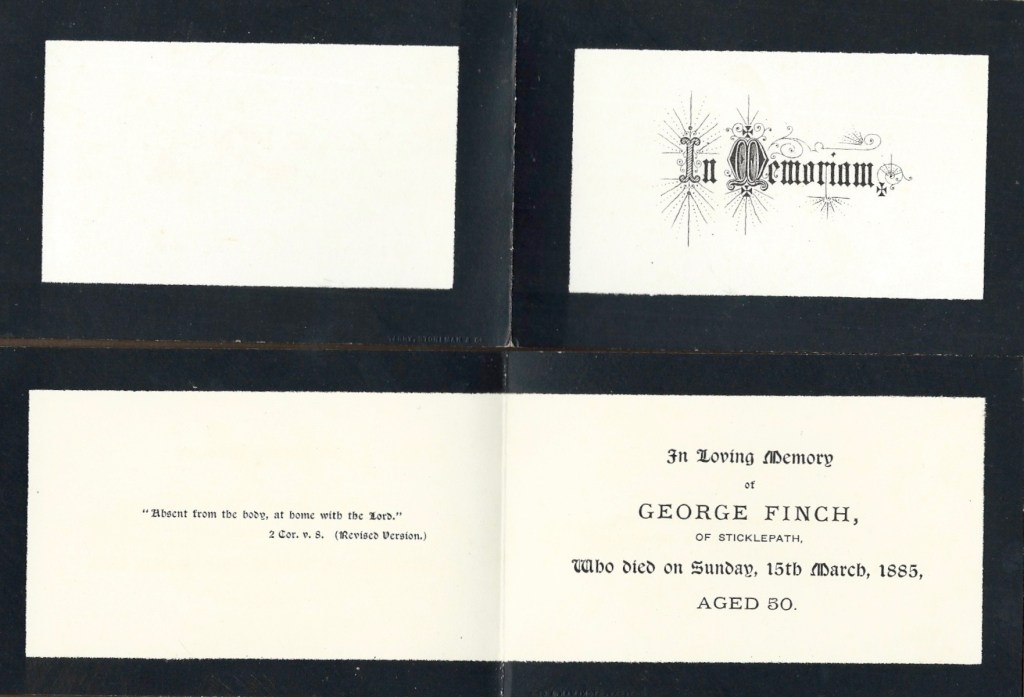 In Memoriam,
"Absent from the body, at home with the Lord."
2 Cor. v. 8. (Revised Version.)
In Loving Memory
of
GEORGE FINCH,
OF STICKLEPATH,
Who died on Sunday, 15th March, 1885,
AGED 50.